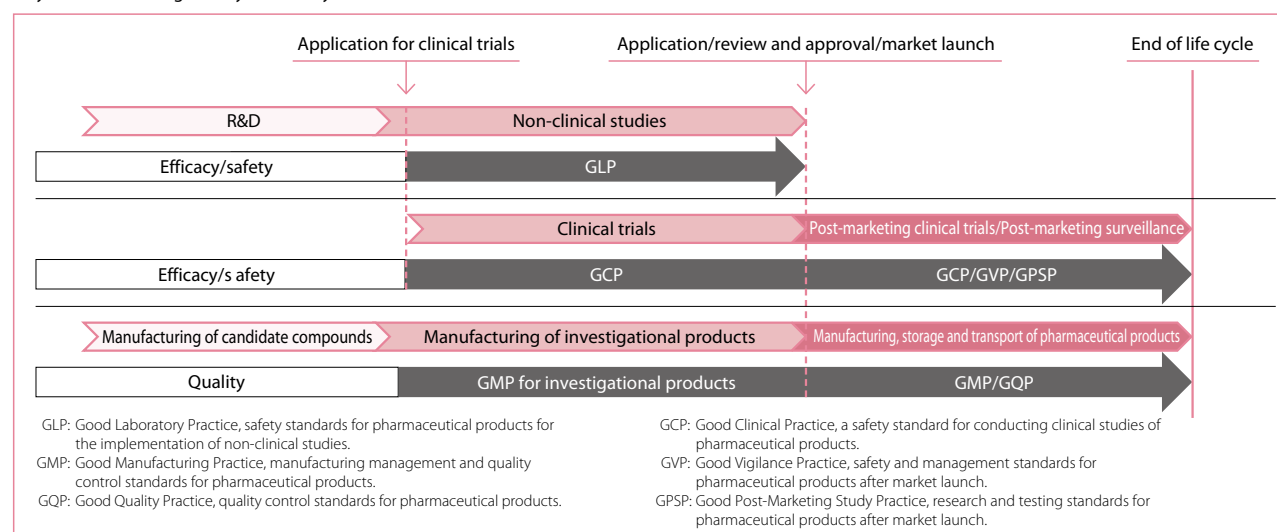 Application for clinical trials
Application/review and approval/market launch
End of life cycle
R&D
Non-clinical studies
Efficacy/safety
GLP
Clinical trials
Post-marketing clinical trials/Post-marketing surveillance
Efficacy/s afety
GCP
GCP/GVP/GPSP
Manufacturing of candidate compounds
Manufacturing of investigational products
Manufacturing, storage and transport of pharmaceutical products
Quality
GMP for investigational products
GMP/GQP
GLP: Good Laboratory Practice, safety standards for pharmaceutical products for
the implementation of non-clinical studies.
GMP: Good Manufacturing Practice, manufacturing management and quality
control standards for pharmaceutical products.
GQP: Good Quality Practice, quality control standards for pharmaceutical products.
GCP: Good Clinical Practice, a safety standard for conducting clinical studies of
pharmaceutical products.
GVP: Good Vigilance Practice, safety and management standards for
pharmaceutical products after market launch.
GPSP: Good Post-Marketing Study Practice, research and testing standards for
pharmaceutical products after market launch.